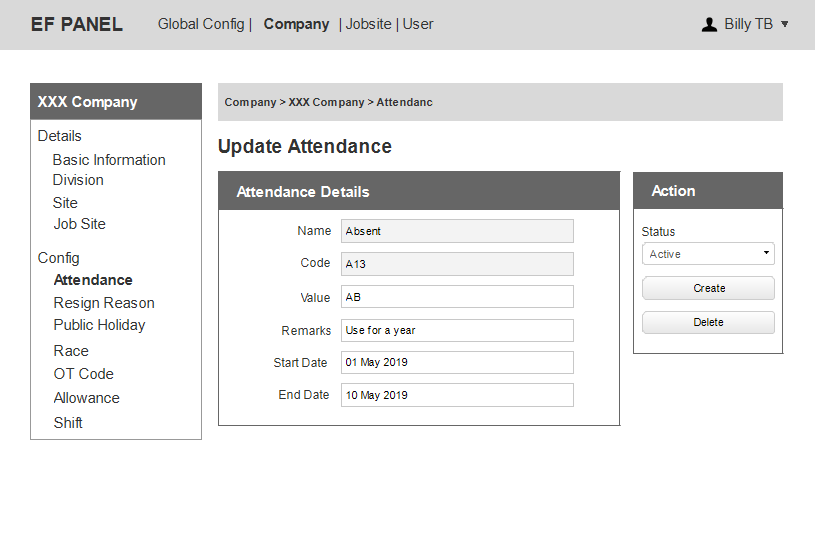 EF PANEL Global Config | Company | Jobsite | User Billy TB
XXX Company
Details
Basic Information
Division
Site
Job Site
Config
Attendance
Resign Reason
Public Holiday
Race
OT Code
Allowance
Shift
Company > XXX Company > Attendanc
Update Attendance
Attendance Details
Name Absent
Code A13
Value AB
Remarks Use for a year
Start Date 01 May 2019
End Date 10 May 2019
Action
Status
Active
Create
Delete